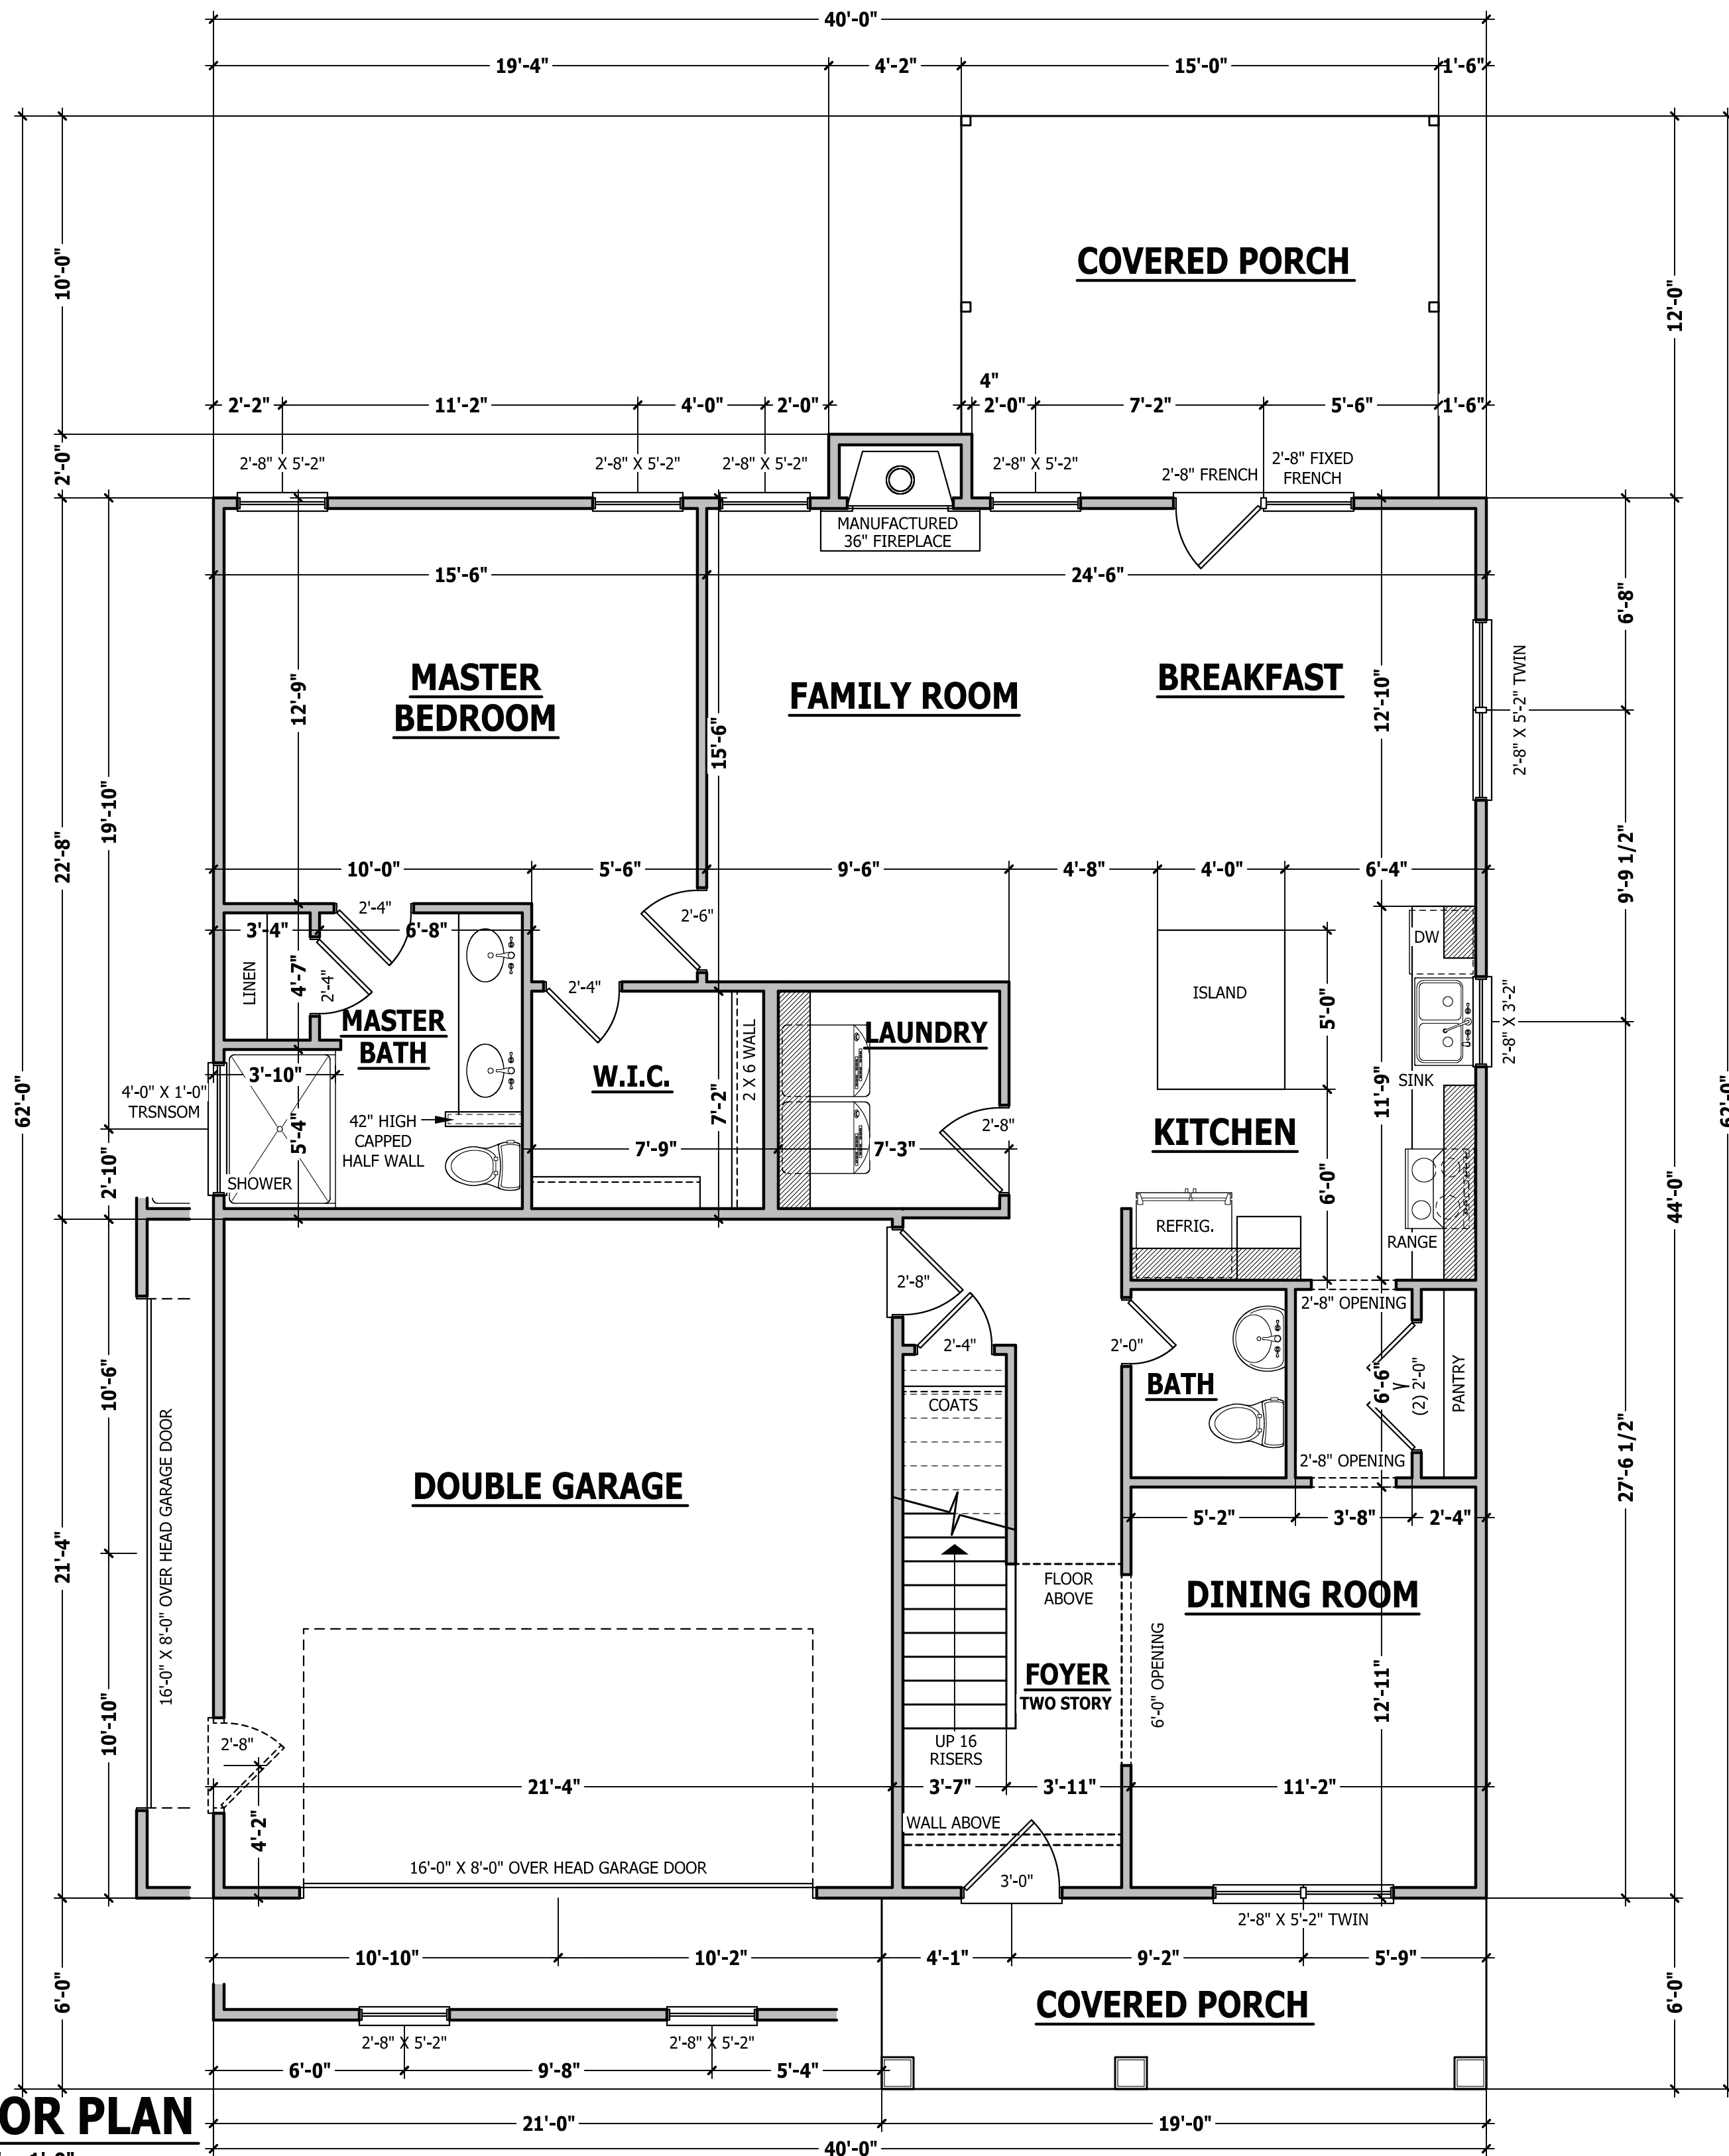 40'-0"
19'-4" 4'-2" 15'-0" 1'-6"
COVERED PORCH
10'-0"
12'-0"
4"
2'-2" 11'-2" 4'-0" 2'-0" 2'-0" 7'-2" 5'-6" 1'-6"
2'-0"
2'-8" X 5'-2" 2'-8" X 5'-2" 2'-8" X 5'-2" 2'-8" X 5'-2"
2'-8" FRENCH
2'-8" FIXED
FRENCH
MANUFACTURED
36" FIREPLACE
15'-6" 24'-6"
6'-8"
MASTER
BEDROOM
12'-9"
FAMILY ROOM
15'-6"
BREAKFAST
12'-10"
2'-8" X 5'-2" TWIN
19'-10"
22'-8"
9'-9 1/2"
10'-0" 5'-6" 9'-6" 4'-8" 4'-0" 6'-4"
2'-4"
2'-6"
3'-4" 6'-8"
DW
LINEN
4'-7"
2'-4"
2'-4"
ISLAND
5'-0"
2'-8" X 3'-2"
MASTER
BATH
LAUNDRY
2 X 6 WALL
W.I.C.
3'-10"
SINK
4'-0" X 1'-0"
TRSNSOM
62'-0"
62'-0"
5'-4"
42" HIGH
CAPPED
HALF WALL
7'-2"
11'-9"
2'-8"
KITCHEN
7'-9" 7'-3"
2'-10"
SHOWER
6'-0"
44'-0"
REFRIG.
RANGE
2'-8"
2'-8" OPENING
2'-4"
2'-0"
BATH
6'-6"
(2) 2'-0"
PANTRY
10'-6"
COATS
16'-0" X 8'-0" OVER HEAD GARAGE DOOR
2'-8" OPENING
27'-6 1/2"
DOUBLE GARAGE
5'-2" 3'-8" 2'-4"
21'-4"
FLOOR
ABOVE
DINING ROOM
10'-10"
FOYER
TWO STORY
6'-0" OPENING
12'-11"
2'-8"
UP 16
RISERS
21'-4" 3'-7" 3'-11" 11'-2"
4'-2"
WALL ABOVE
16'-0" X 8'-0" OVER HEAD GARAGE DOOR
3'-0"
2'-8" X 5'-2" TWIN
10'-10" 10'-2" 4'-1" 9'-2" 5'-9"
6'-0"
6'-0"
COVERED PORCH
2'-8" X 5'-2" 2'-8" X 5'-2"
6'-0" 9'-8" 5'-4"
OR PLAN
21'-0" 19'-0"
40'-0"